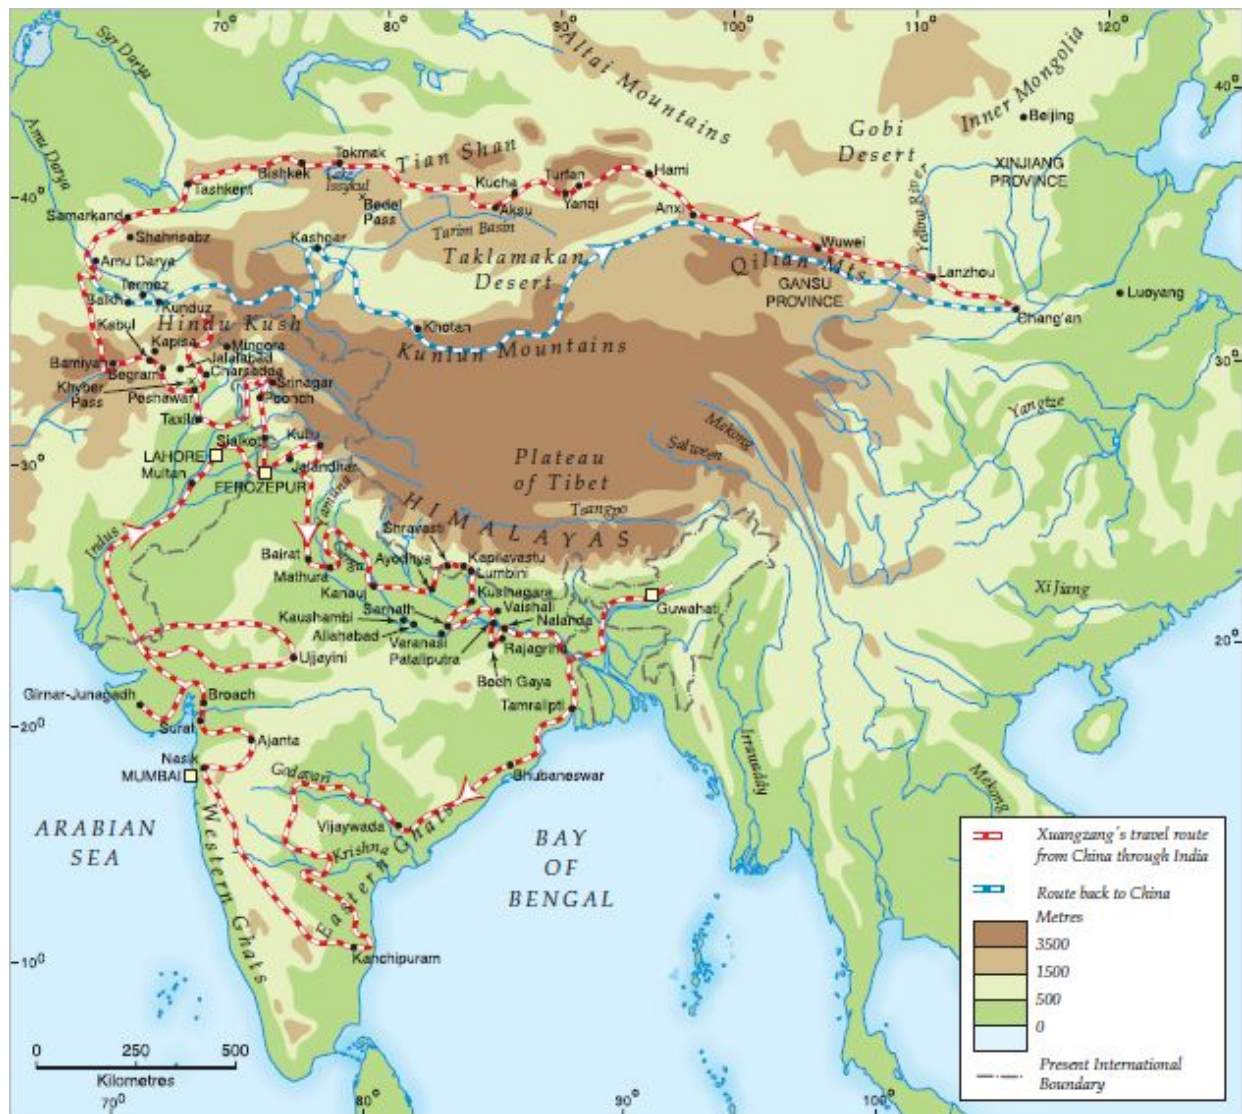 70°
90°
100°
110°
120°
Syr Darya
Altai Mountains
Inner Mongolia
40°
Beijing
Gobi
Desert
Amu Darya
Tokmak
Tian Shan
Bishkek
Lake
Issykul
Turfan
Hami
XINJIANG
PROVINCE
Tashkent
Kucha
Bedel
Pass
Aksu
Yanqi
Anxi
Yellow River
40°
Samarkand
Shahrisabz
Kashgar
Tarim Basin
Wuwei
Taklamakan
Desert
Qilian Mts
Lanzhou
Amu Darya
GANSU
PROVINCE
Luoyang
Termez
Balkh
Kunduz
Chang'an
Kabul
Hindu Kush
Khotan
Kunlun Mountains
Kapisa
Mingora
30°
Bamiyan
Jalalabad
Begram
Charsadda
Khyber
Pass
Srinagar
Peshawar
Poonch
Taxila
Mekong
Yangtze
Sialkot
Kullu
Salween
LAHORE
30°
Multan
Jalandhar
Plateau
of Tibet
FEROZEPUR
Yamuna
HIMALAYAS
Tsangpo
Indus
Shravasti
Bairat
Ayodhya
Kapilavastu
Mathura
Lumbini
Kanauj
Kusinagara
Xi Jiang
Guwahati
Sarnath
Vaishali
Kaushambi
Nalanda
Allahabad
Varanasi
Rajagriha
20°
Pataliputra
Ujjayini
Bodh Gaya
Girnar-Junagadh
Broach
Tamralipti
20°
Surat
Ajanta
Nasik
MUMBAI
Godavari
Bhubaneswar
Irrawaddy
Mekong
Vijaywada
ARABIAN
SEA
Western Ghats
Krishna
Eastern Ghats
BAY
OF
BENGAL
Kanchipuram
10°
Xuangzang's travel route
from China through India
Route back to China
Metres
3500
1500
500
0
Present International
Boundary
0 250 500
Kilometres
70°
80°
90°
100°